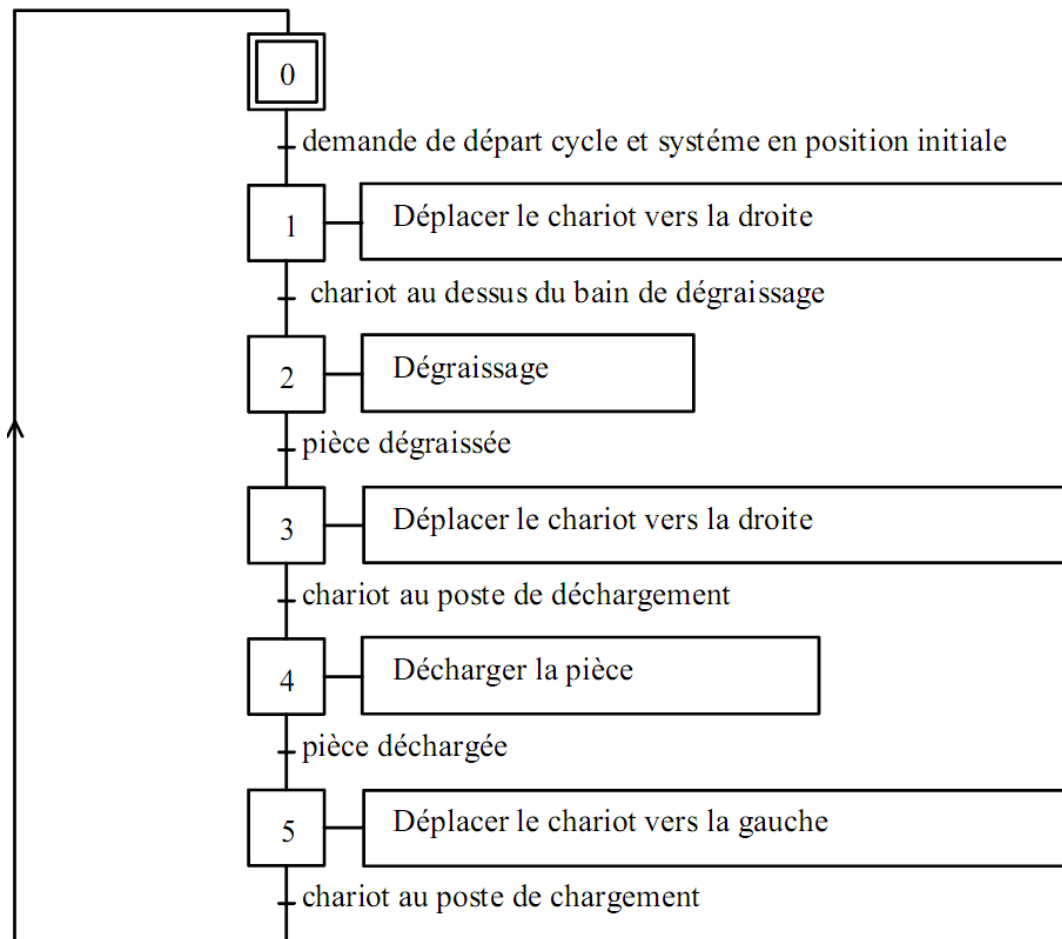 0
demande de départ cycle et systéme en position initiale
1
Déplacer le chariot vers la droite
chariot au dessus du bain de dégraissage
2
Dégraissage
pièce dégraissée
3
Déplacer le chariot vers la droite
chariot au poste de déchargement
4
Décharger la pièce
pièce déchargée
5
Déplacer le chariot vers la gauche
chariot au poste de chargement